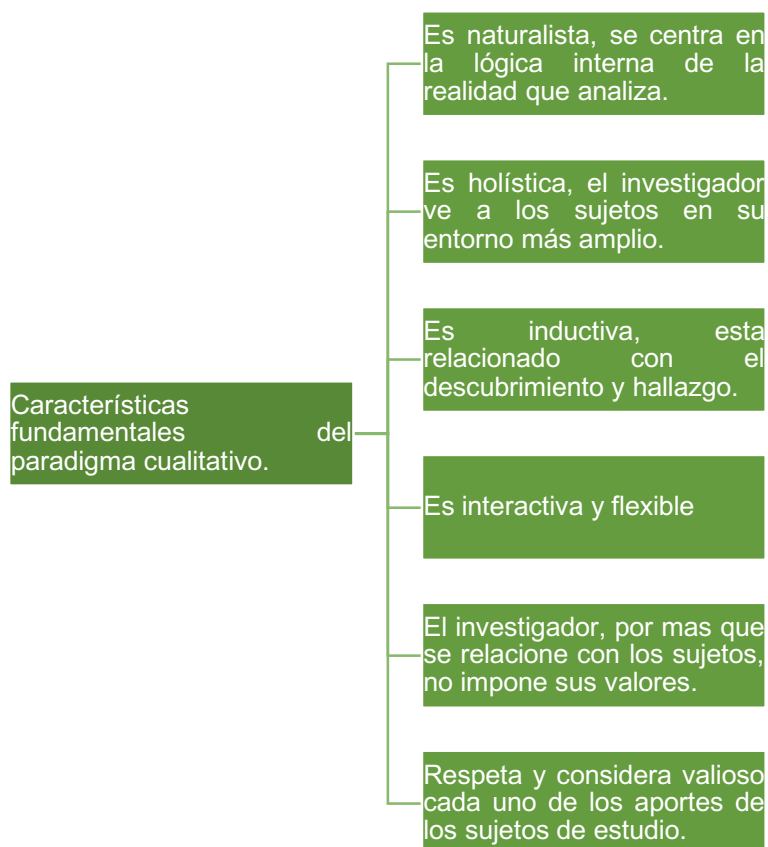 Características
fundamentales del
paradigma cualitativo.
Es naturalista, se centra en
la lógica interna de la
realidad que analiza.
Es holística, el investigador
ve a los sujetos en su
entorno más amplio.
Es inductiva, esta
relacionado con el
descubrimiento y hallazgo.
Es interactiva y flexible
El investigador, por mas que
se relacione con los sujetos,
no impone sus valores.
Respeta y considera valioso
cada uno de los aportes de
los sujetos de estudio.